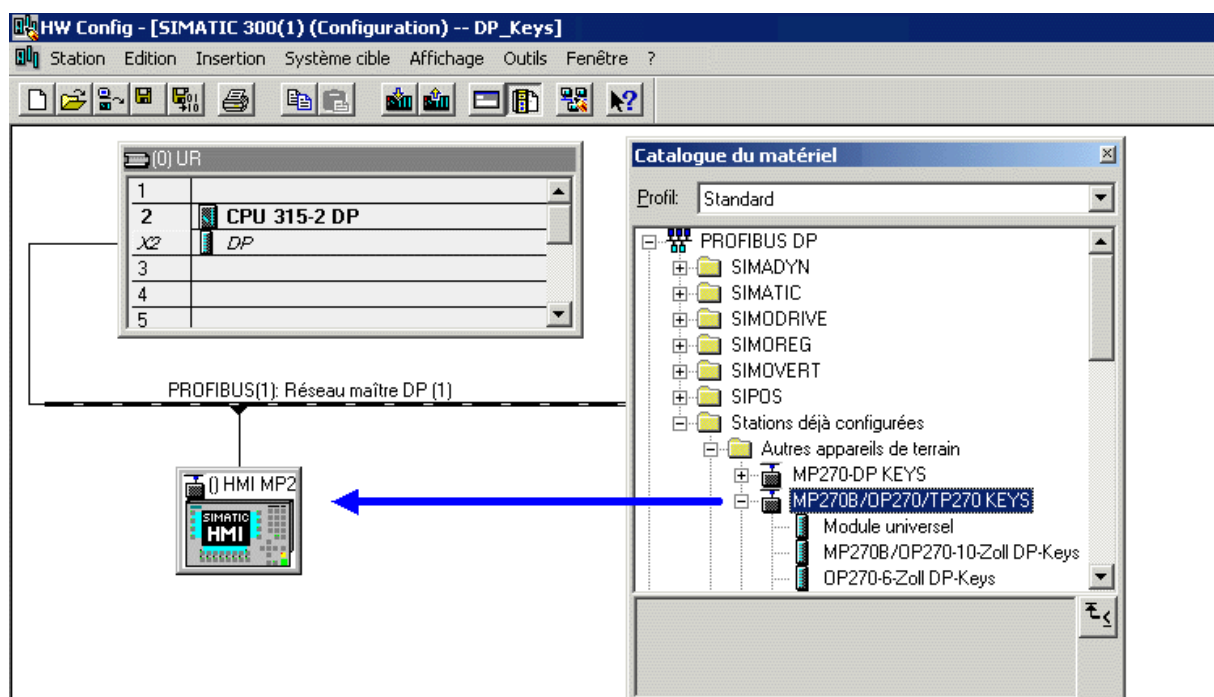 HW Config - [SIMATIC 300(1) (Configuration) -- DP_Keys]
Station Edition Insertion Système cible Affichage Outils Fenêtre ?
(0) UR
1
2 CPU 315-2 DP
X2 DP
3
4
5
PROFIBUS(1): Réseau maître DP (1)
() HMI MP2
SIMATIC
HMI
Catalogue du matériel
Profil: Standard
PROFIBUS DP
SIMADYN
SIMATIC
SIMODRIVE
SIMOREG
SIMOVERT
SIPOS
Stations déjà configurées
Autres appareils de terrain
MP270-DP KEYS
MP270B/OP270/TP270 KEYS
Module universel
MP270B/OP270-10-Zoll DP-Keys
OP270-6-Zoll DP-Keys